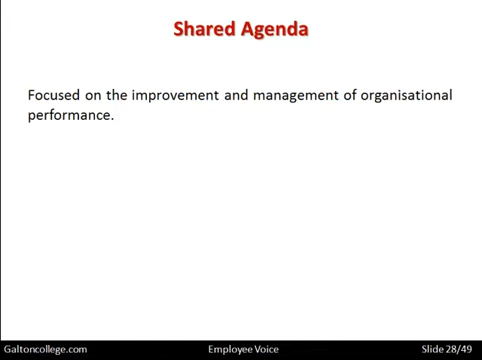 Shared Agenda
Focused on the improvement and management of organisational
performance.
Galtoncollege.com
Employee Voice
Slide 28/49